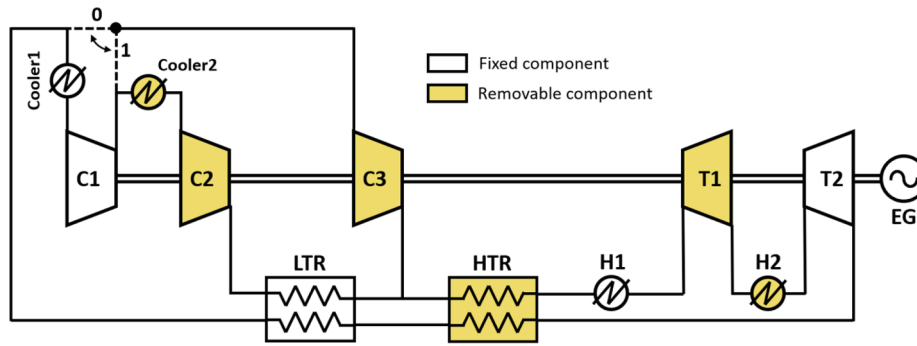 0
1
Cooler1
Cooler2
Fixed component
Removable component
C1
C2
C3
T1
T2
EG
LTR
HTR
H1
H2